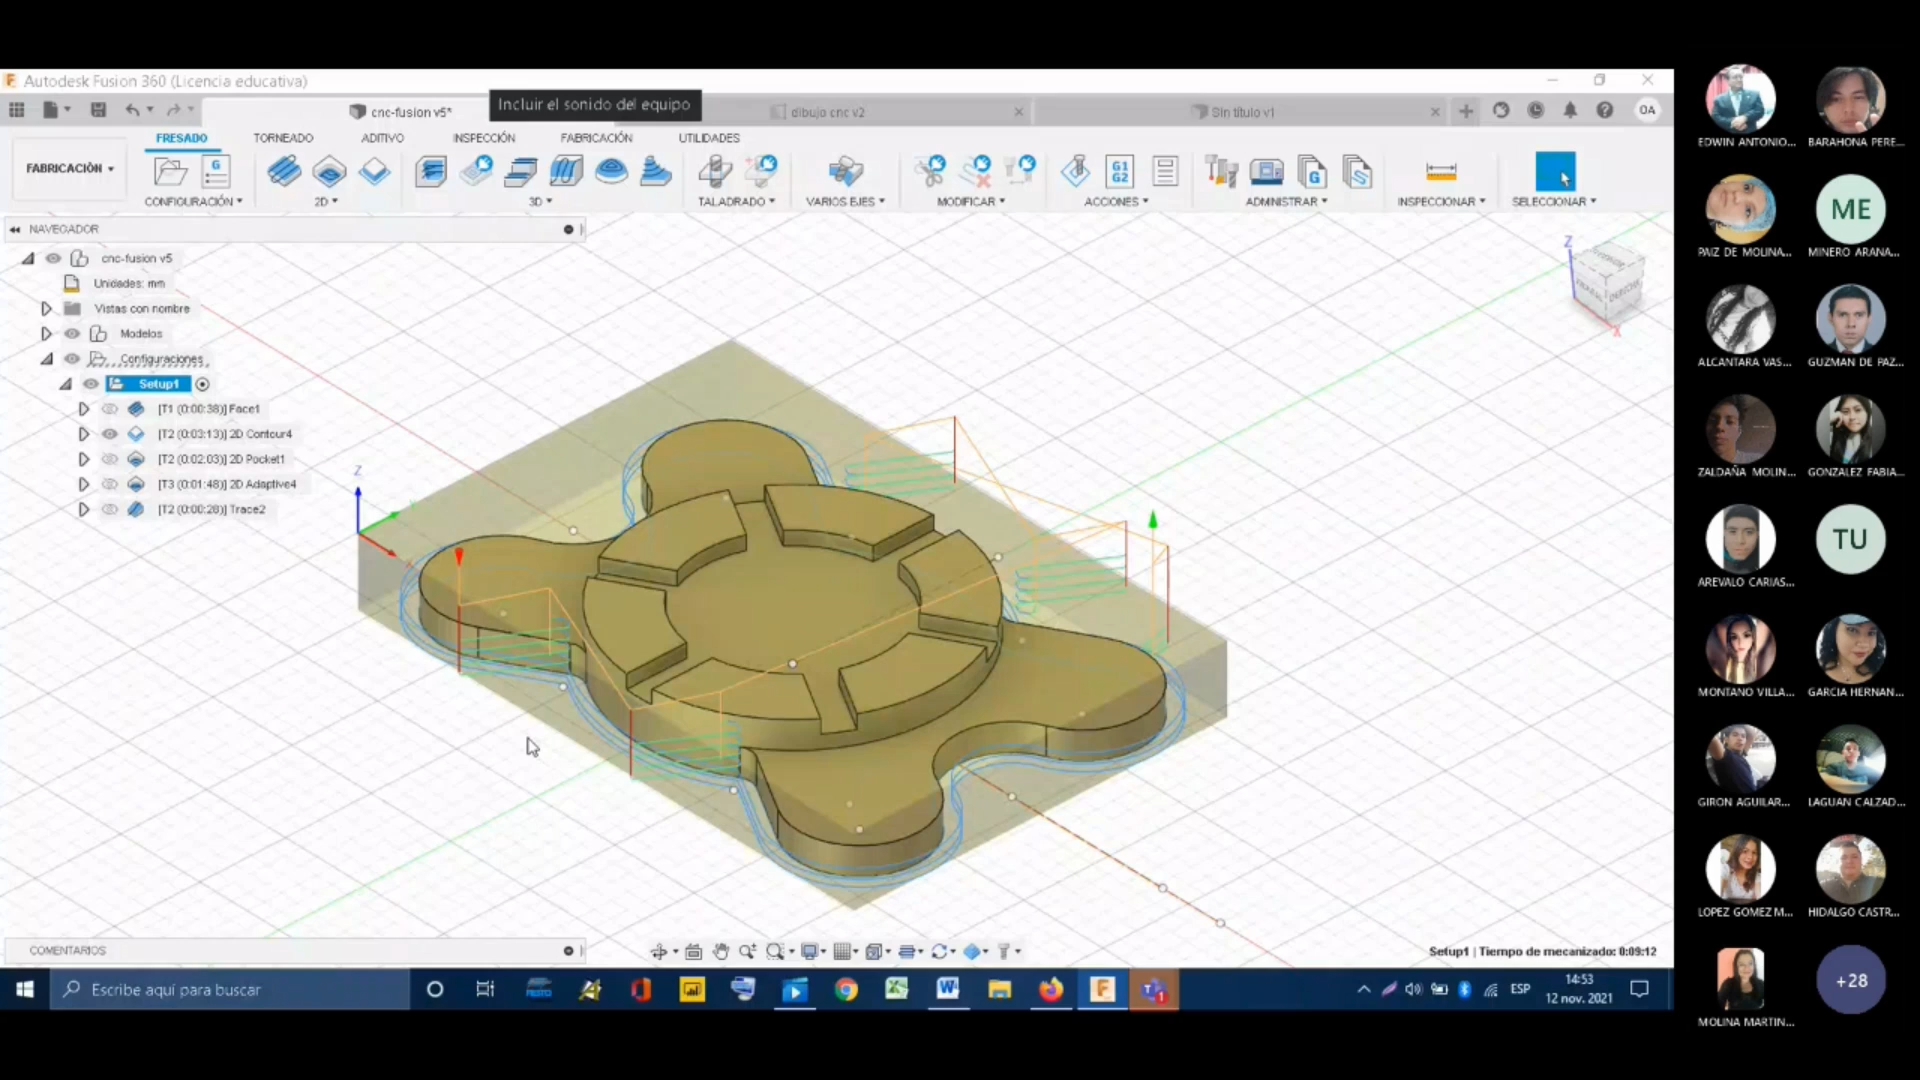 Autodesk Fusion 360 (Licencia educativa)
cnc-fusion v5*
Incluir el sonido del equipo
dibujo cnc v2
Sin título v1
OA
FABRICACIÓN
FRESADO
TORNEADO
ADITIVO
INSPECCIÓN
FABRICACIÓN
UTILIDADES
G1
G2
CONFIGURACIÓN
2D
3D
TALADRADO
VARIOS EJES
MODIFICAR
ACCIONES
ADMINISTRAR
INSPECCIONAR
SELECCIONAR
NAVEGADOR
cnc-fusion v5
Unidades: mm
Vistas con nombre
Modelos
Configuraciones
Setup1
[T1 (0:00:38)] Face1
[T2 (0:03:13)] 2D Contour4
[T2 (0:02:03)] 2D Pocket1
[T3 (0:01:48)] 2D Adaptive4
[T2 (0:00:28)] Trace2
Z
Z
X
COMENTARIOS
Setup1 | Tiempo de mecanizado: 0:09:12
Escribe aquí para buscar
ESP
14:53
12 nov. 2021
EDWIN ANTONIO...
BARAHONA PERE...
PAIZ DE MOLINA...
ME
MINERO ARANA...
ALCANTARA VAS...
GUZMAN DE PAZ...
ZALDAÑA MOLIN...
GONZALEZ FABIA...
AREVALO CARIAS...
TU
MONTANO VILLA...
GARCIA HERNAN...
GIRON AGUILAR...
LAGUAN CALZAD...
LOPEZ GOMEZ M...
HIDALGO CASTR...
MOLINA MARTIN...
+28